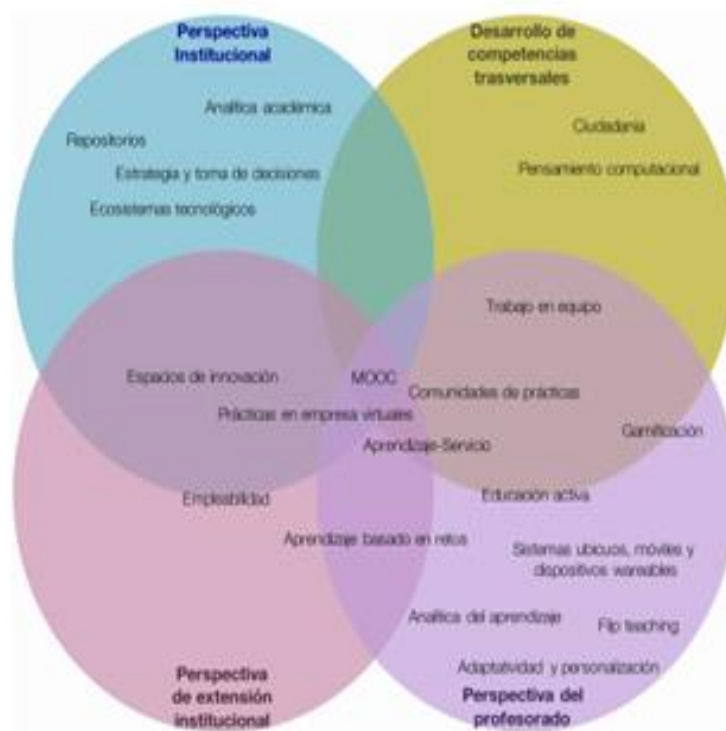 Perspectiva
Institucional
Desarrollo de
competencias
trasversales
Analítica académica
Ciudadanía
Repositorios
Estrategia y toma de decisiones
Pensamiento computacional
Ecosistemas tecnológicos
Trabajo en equipo
Espacios de innovación
MOOC
Comunidades de prácticas
Prácticas en empresa virtuales
Gamificación
Aprendizaje-Servicio
Empleabilidad
Educación activa
Aprendizaje basado en retos
Sistemas ubicuos, móviles y
dispositivos wareables
Analítica del aprendizaje
Flip teaching
Adaptatividad y personalización
Perspectiva
de extensión
institucional
Perspectiva del
profesorado